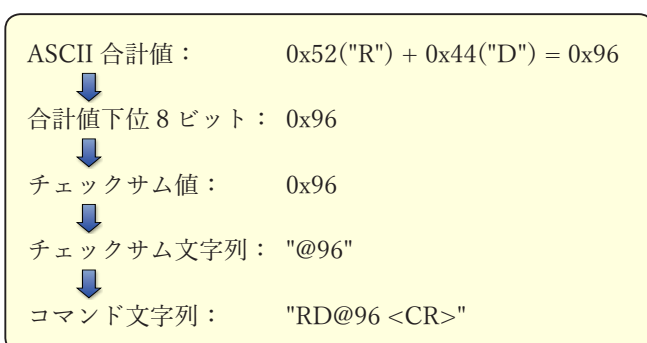 ASCII 合計値： 0x52("R") + 0x44("D") = 0x96
合計値下位 8 ビット： 0x96
チェックサム値： 0x96
チェックサム文字列： "@96"
コマンド文字列： "RD@96 <CR>"